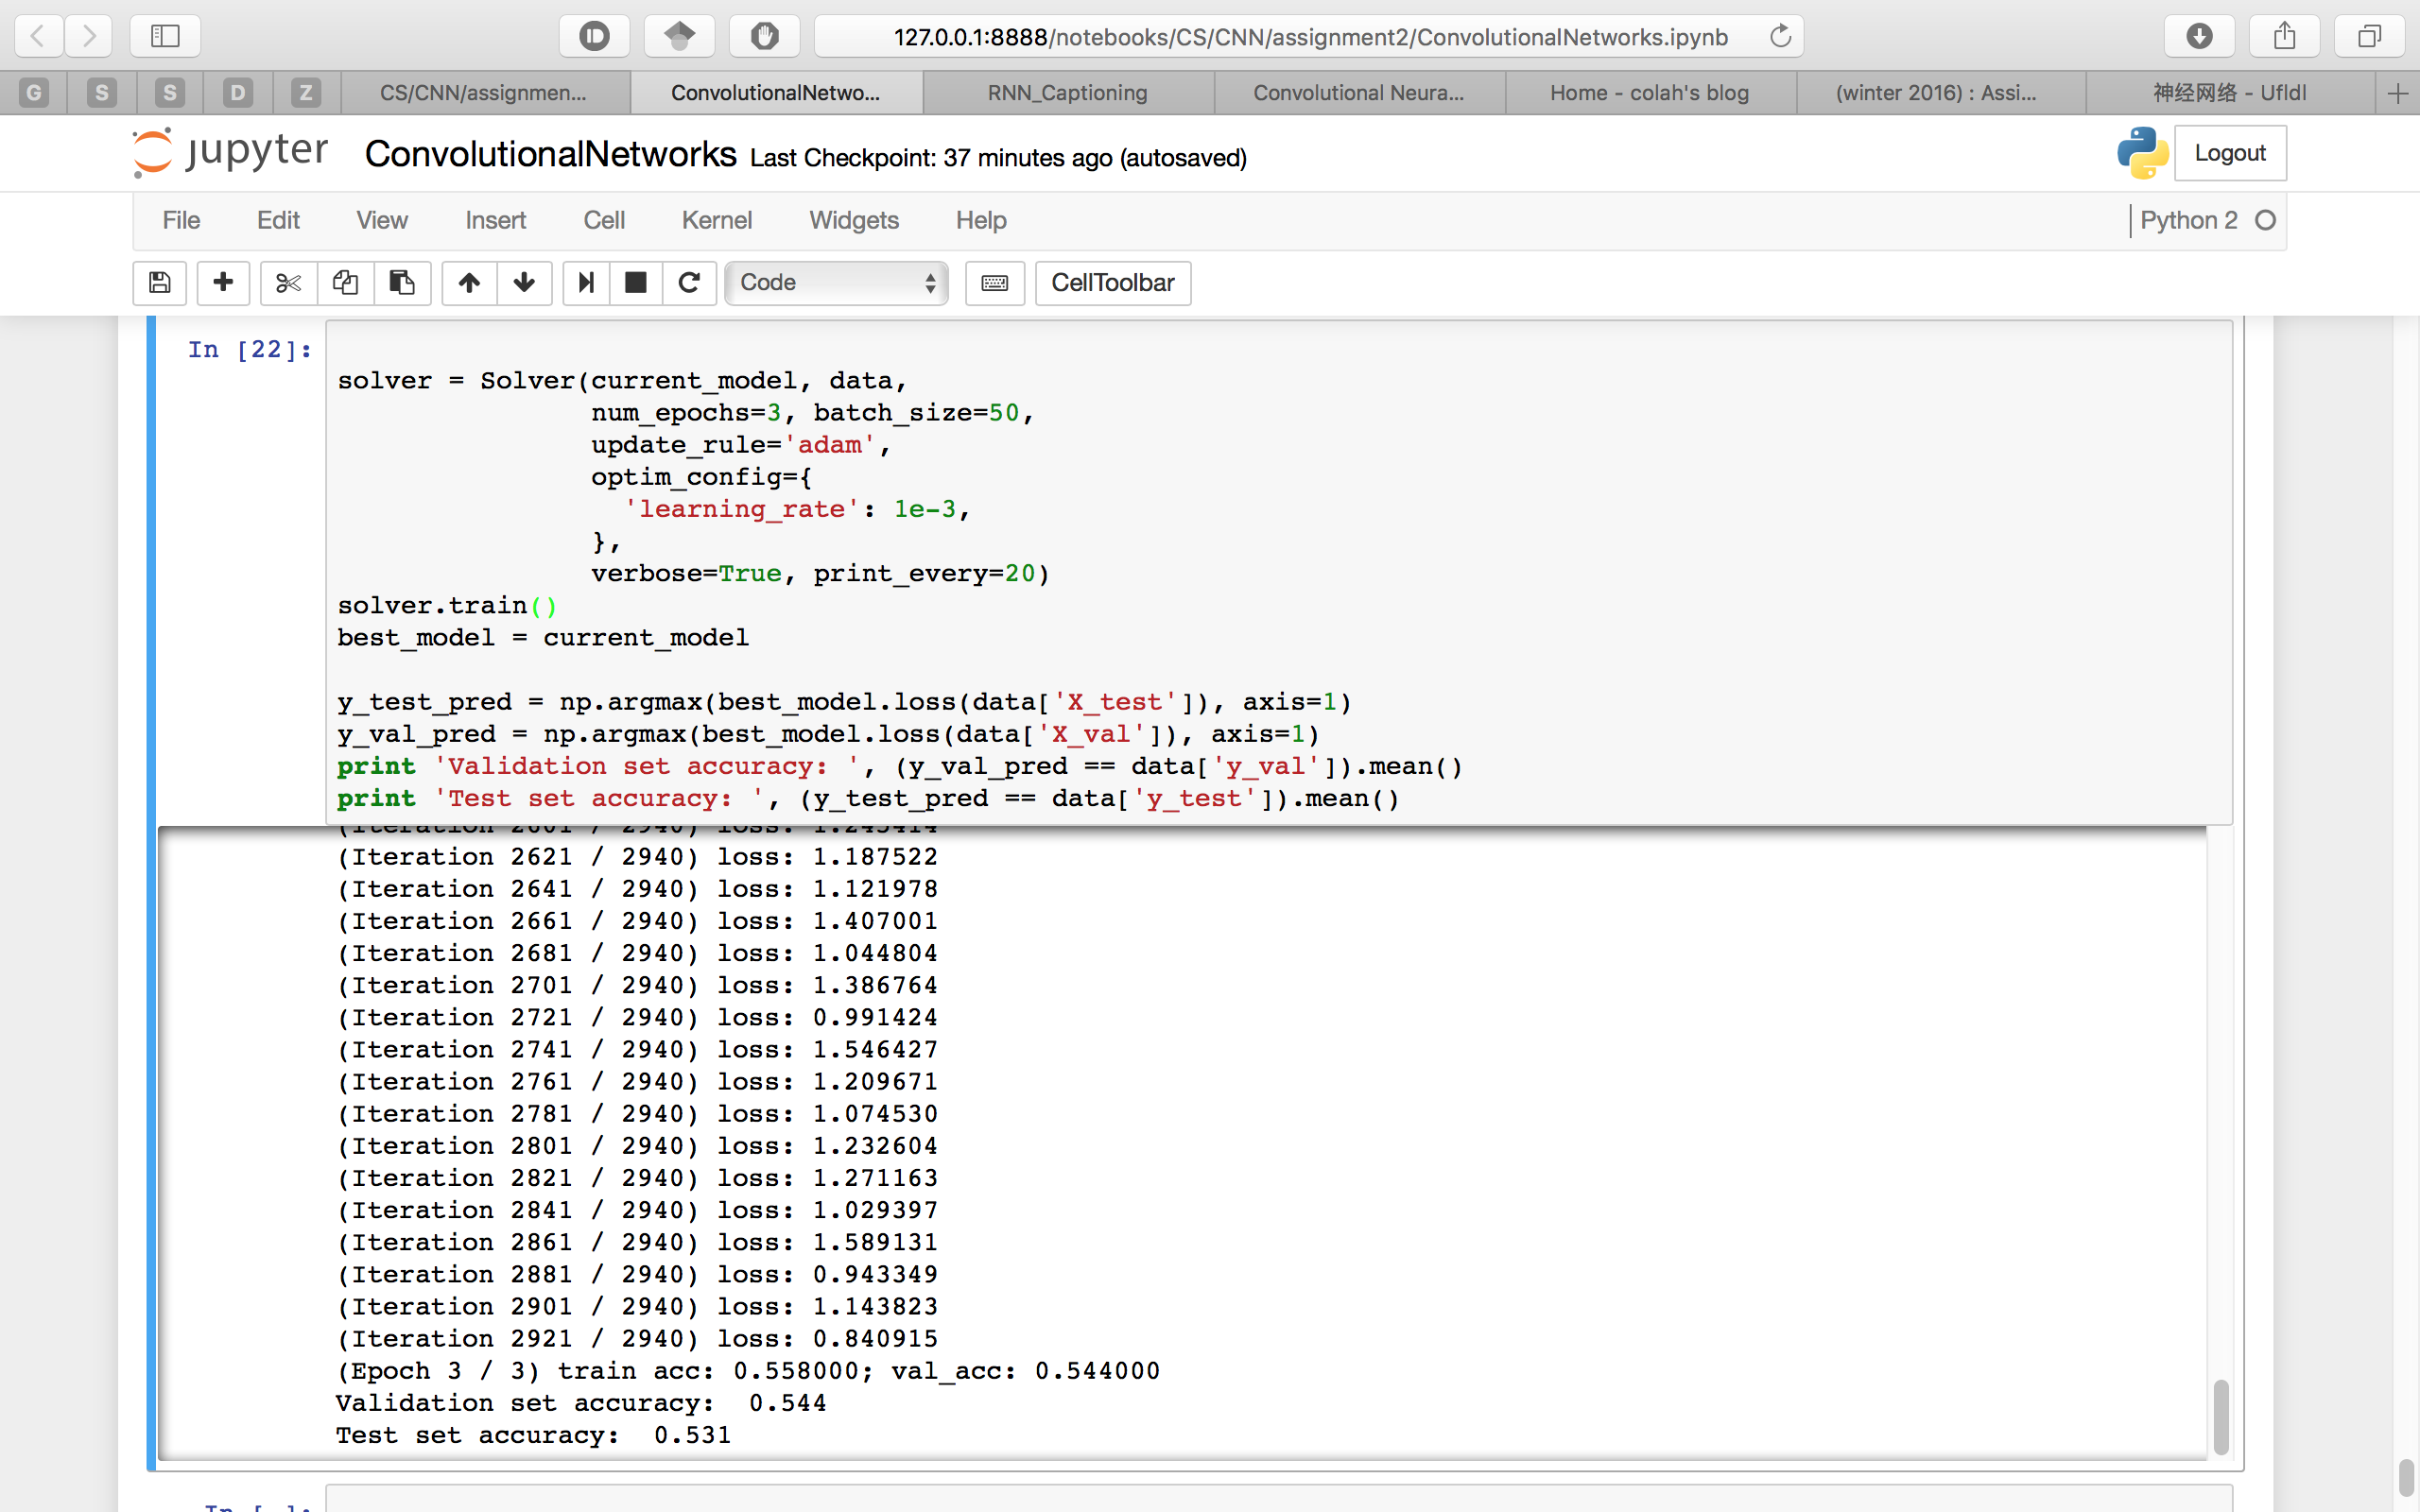 127.0.0.1:8888/notebooks/CS/CNN/assignment2/ConvolutionalNetworks.ipynb
G S S D Z CS/CNN/assignmen... ConvolutionalNetwo... RNN_Captioning Convolutional Neura... Home - colah's blog (winter 2016) : Assi... 神经网络 - Ufldl
jupyter ConvolutionalNetworks Last Checkpoint: 37 minutes ago (autosaved) Logout
File Edit View Insert Cell Kernel Widgets Help Python 2
Code CellToolbar
In [22]:
solver = Solver(current_model, data,
num_epochs=3, batch_size=50,
update_rule='adam',
optim_config={
'learning_rate': 1e-3,
},
verbose=True, print_every=20)
solver.train()
best_model = current_model
y_test_pred = np.argmax(best_model.loss(data['X_test']), axis=1)
y_val_pred = np.argmax(best_model.loss(data['X_val']), axis=1)
print 'Validation set accuracy: ', (y_val_pred == data['y_val']).mean()
print 'Test set accuracy: ', (y_test_pred == data['y_test']).mean()
(Iteration 2601 / 2940) loss: 1.245414
(Iteration 2621 / 2940) loss: 1.187522
(Iteration 2641 / 2940) loss: 1.121978
(Iteration 2661 / 2940) loss: 1.407001
(Iteration 2681 / 2940) loss: 1.044804
(Iteration 2701 / 2940) loss: 1.386764
(Iteration 2721 / 2940) loss: 0.991424
(Iteration 2741 / 2940) loss: 1.546427
(Iteration 2761 / 2940) loss: 1.209671
(Iteration 2781 / 2940) loss: 1.074530
(Iteration 2801 / 2940) loss: 1.232604
(Iteration 2821 / 2940) loss: 1.271163
(Iteration 2841 / 2940) loss: 1.029397
(Iteration 2861 / 2940) loss: 1.589131
(Iteration 2881 / 2940) loss: 0.943349
(Iteration 2901 / 2940) loss: 1.143823
(Iteration 2921 / 2940) loss: 0.840915
(Epoch 3 / 3) train acc: 0.558000; val_acc: 0.544000
Validation set accuracy:  0.544
Test set accuracy:  0.531
In [ ]: